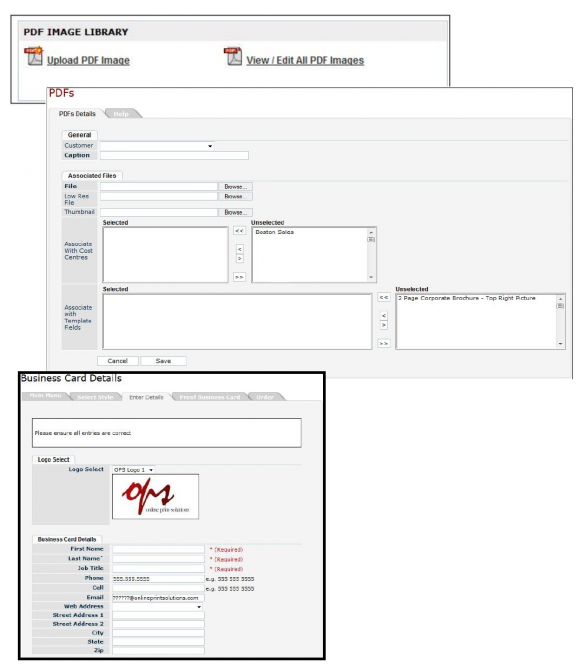 PDF IMAGE LIBRARY
Upload PDF Image
View / Edit All PDF Images
PDFs
PDFs Details
Help
General
Customer
Caption
Associated Files
File
Browse...
Low Res File
Browse...
Thumbnail
Browse...
Associate With Cost Centres
Selected
<<
<
>
>>
Unselected
Boston Sales
Associate with Template Fields
Selected
<<
<
>
>>
Unselected
2 Page Corporate Brochure - Top Right Picture
Cancel
Save
Business Card Details
Main Menu
Select Style
Enter Details
Proof Business Card
Order
Please ensure all entries are correct
Logo Select
Logo Select
OPS Logo 1
ops
online print solutions
Business Card Details
First Name
* (Required)
Last Name*
* (Required)
Job Title
* (Required)
Phone
555.555.5555
e.g. 555 555 5555
Cell
e.g. 555 555 5555
Email
??????@onlineprintsolutions.com
Web Address
Street Address 1
Street Address 2
City
State
Zip